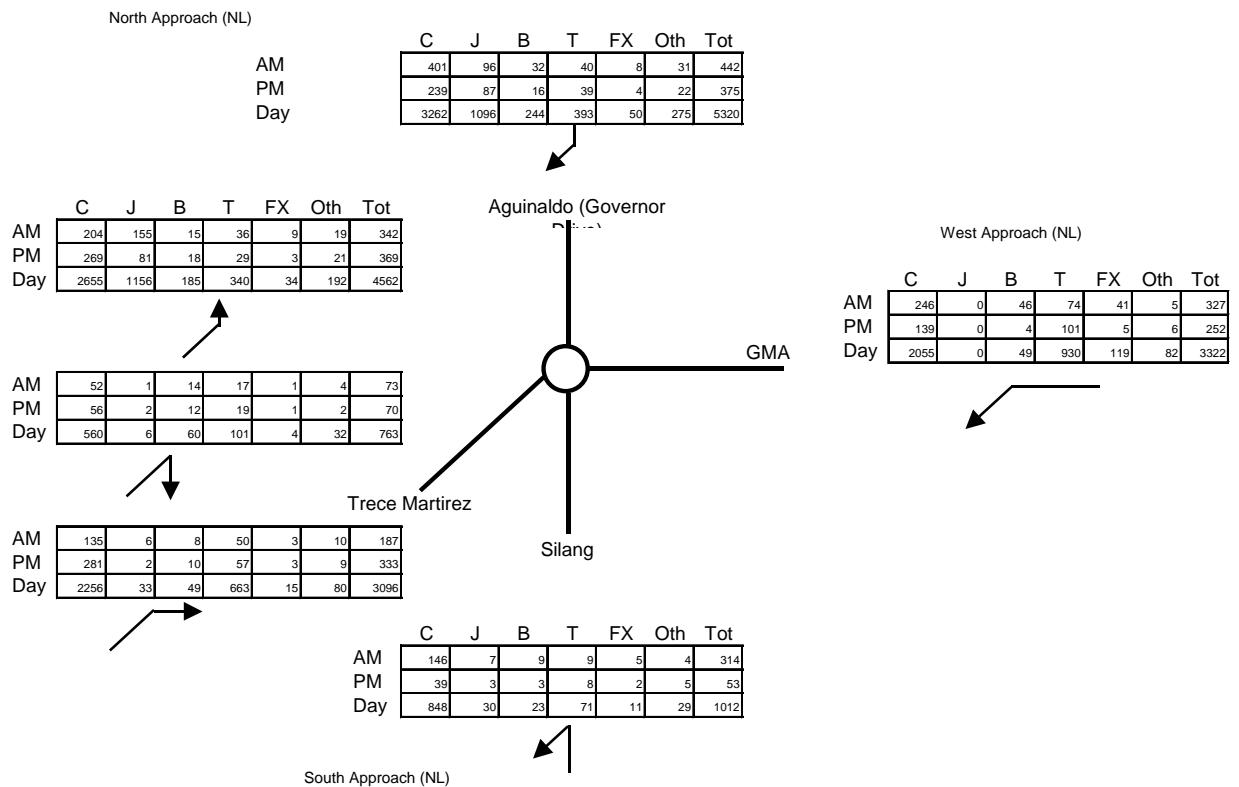 North Approach (NL)
C J B T FX Oth Tot
AM 401 96 32 40 8 31 442
PM 239 87 16 39 4 22 375
Day 3262 1096 244 393 50 275 5320
C J B T FX Oth Tot
AM 204 155 15 36 9 19 342
PM 269 81 18 29 3 21 369
Day 2655 1156 185 340 34 192 4562
Aguinaldo (Governor
West Approach (NL)
C J B T FX Oth Tot
AM 246 0 46 74 41 5 327
PM 139 0 4 101 5 6 252
Day 2055 0 49 930 119 82 3322
GMA
AM 52 1 14 17 1 4 73
PM 56 2 12 19 1 2 70
Day 560 6 60 101 4 32 763
Trece Martirez
Silang
AM 135 6 8 50 3 10 187
PM 281 2 10 57 3 9 333
Day 2256 33 49 663 15 80 3096
C J B T FX Oth Tot
AM 146 7 9 9 5 4 314
PM 39 3 3 8 2 5 53
Day 848 30 23 71 11 29 1012
South Approach (NL)